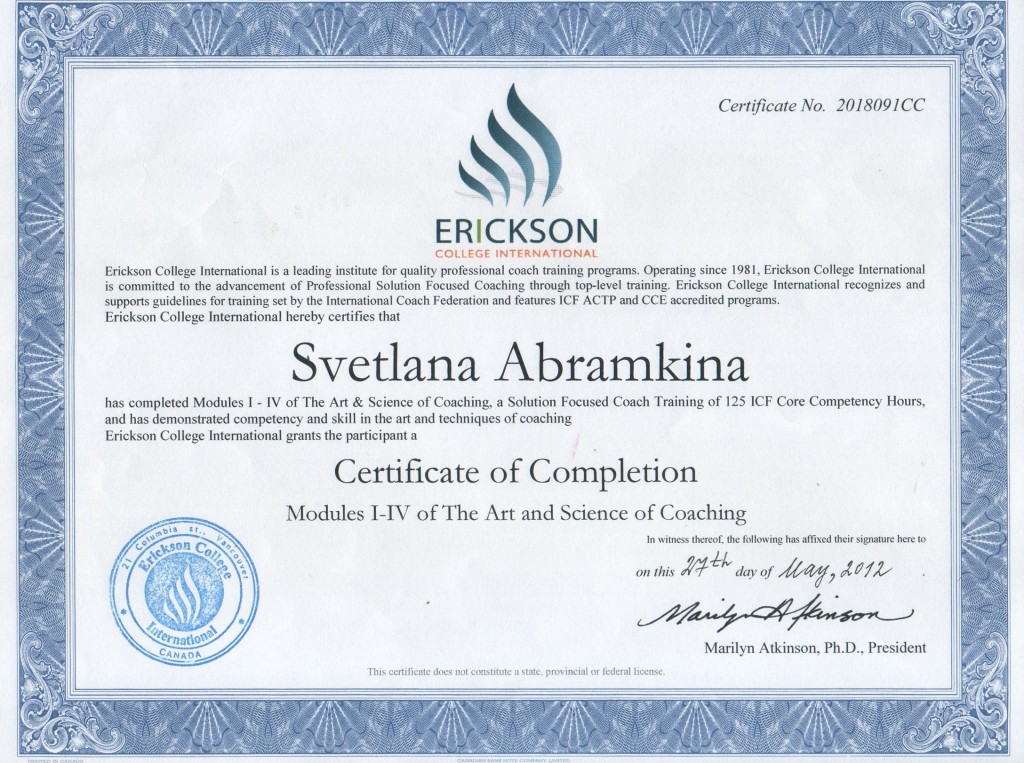 Certificate No. 2018091CC
ERICKSON
COLLEGE INTERNATIONAL
Erickson College International is a leading institute for quality professional coach training programs. Operating since 1981, Erickson College International
is committed to the advancement of Professional Solution Focused Coaching through top-level training. Erickson College International recognizes and
supports guidelines for training set by the International Coach Federation and features ICF ACTP and CCE accredited programs.
Erickson College International hereby certifies that
Svetlana Abramkina
has completed Modules I - IV of The Art & Science of Coaching, a Solution Focused Coach Training of 125 ICF Core Competency Hours,
and has demonstrated competency and skill in the art and techniques of coaching
Erickson College International grants the participant a
Certificate of Completion
Modules I-IV of The Art and Science of Coaching
In witness thereof, the following has affixed their signature here to
on this 27th day of May, 2012
Marilyn Atkinson
Marilyn Atkinson, Ph.D., President
21 Columbia st., Vancouver
Erickson College
International
CANADA
This certificate does not constitute a state, provincial or federal license.
PRINTED IN CANADA
CANADIAN BANK NOTE COMPANY, LIMITED